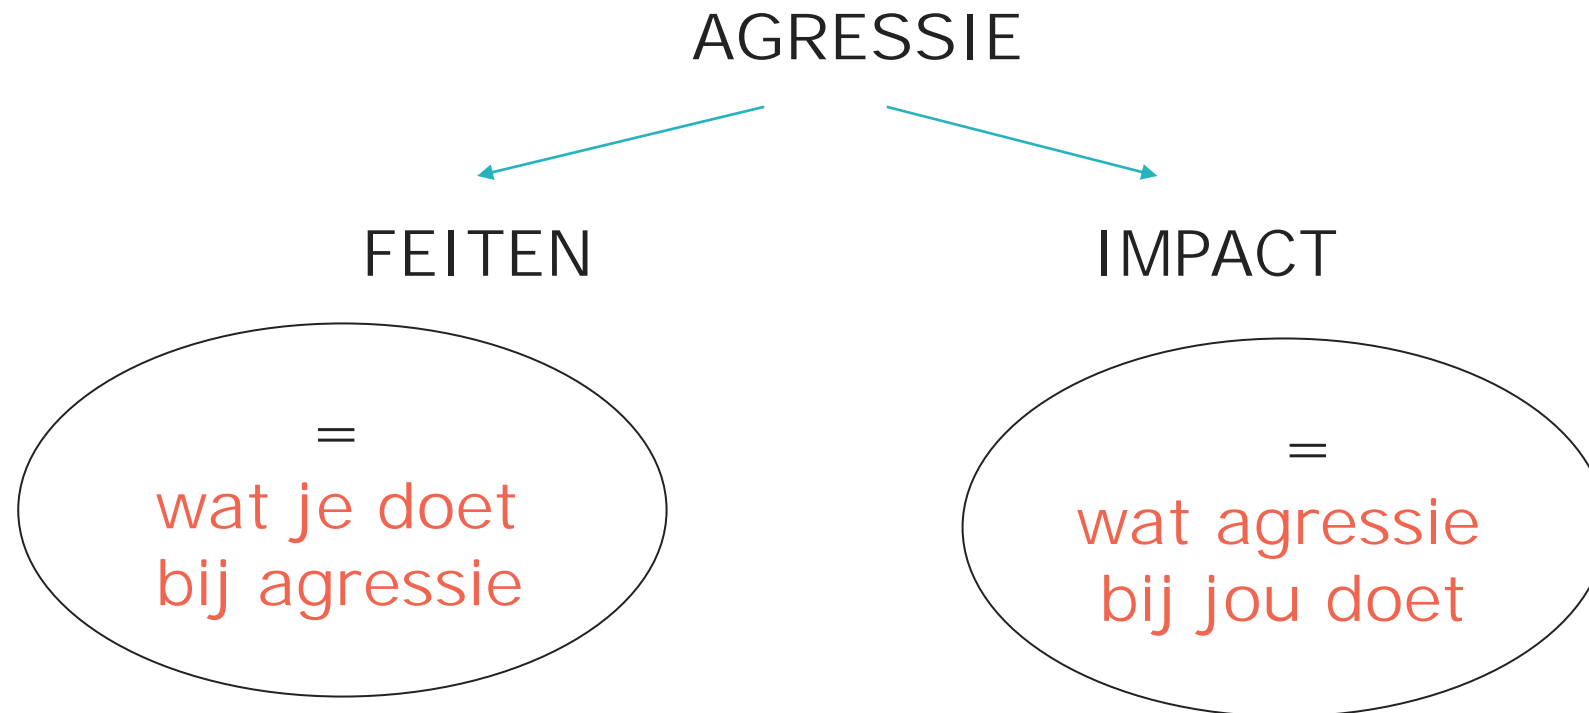 AGRESSIE
FEITEN
IMPACT
=
wat je doet
bij agressie
=
wat agressie
bij jou doet